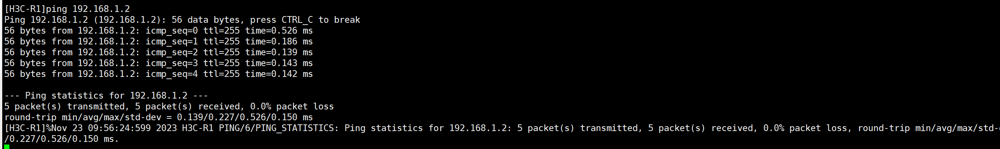 [H3C-R1]ping 192.168.1.2
Ping 192.168.1.2 (192.168.1.2): 56 data bytes, press CTRL_C to break
56 bytes from 192.168.1.2: icmp_seq=0 ttl=255 time=0.526 ms
56 bytes from 192.168.1.2: icmp_seq=1 ttl=255 time=0.186 ms
56 bytes from 192.168.1.2: icmp_seq=2 ttl=255 time=0.139 ms
56 bytes from 192.168.1.2: icmp_seq=3 ttl=255 time=0.143 ms
56 bytes from 192.168.1.2: icmp_seq=4 ttl=255 time=0.142 ms
--- Ping statistics for 192.168.1.2 ---
5 packet(s) transmitted, 5 packet(s) received, 0.0% packet loss
round-trip min/avg/max/std-dev = 0.139/0.227/0.526/0.150 ms
[H3C-R1]%Nov 23 09:56:24:599 2023 H3C-R1 PING/6/PING_STATISTICS: Ping statistics for 192.168.1.2: 5 packet(s) transmitted, 5 packet(s) received, 0.0% packet loss, round-trip min/avg/max/std-
/0.227/0.526/0.150 ms.